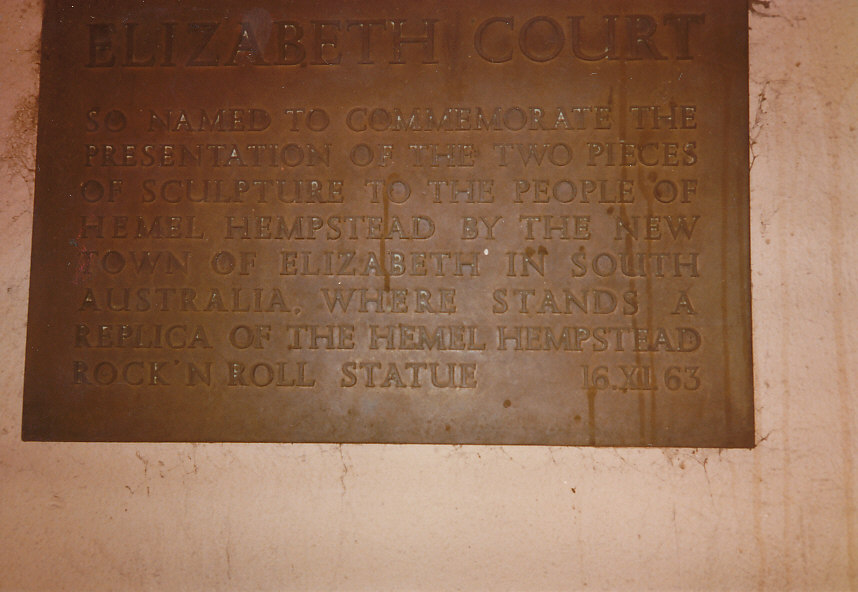 ELIZABETH COURT
SO NAMED TO COMMEMORATE THE
PRESENTATION OF THE TWO PIECES
OF SCULPTURE TO THE PEOPLE OF
HEMEL HEMPSTEAD BY THE NEW
TOWN OF ELIZABETH IN SOUTH
AUSTRALIA, WHERE STANDS A
REPLICA OF THE HEMEL HEMPSTEAD
ROCK'N ROLL STATUE 16.XII.63